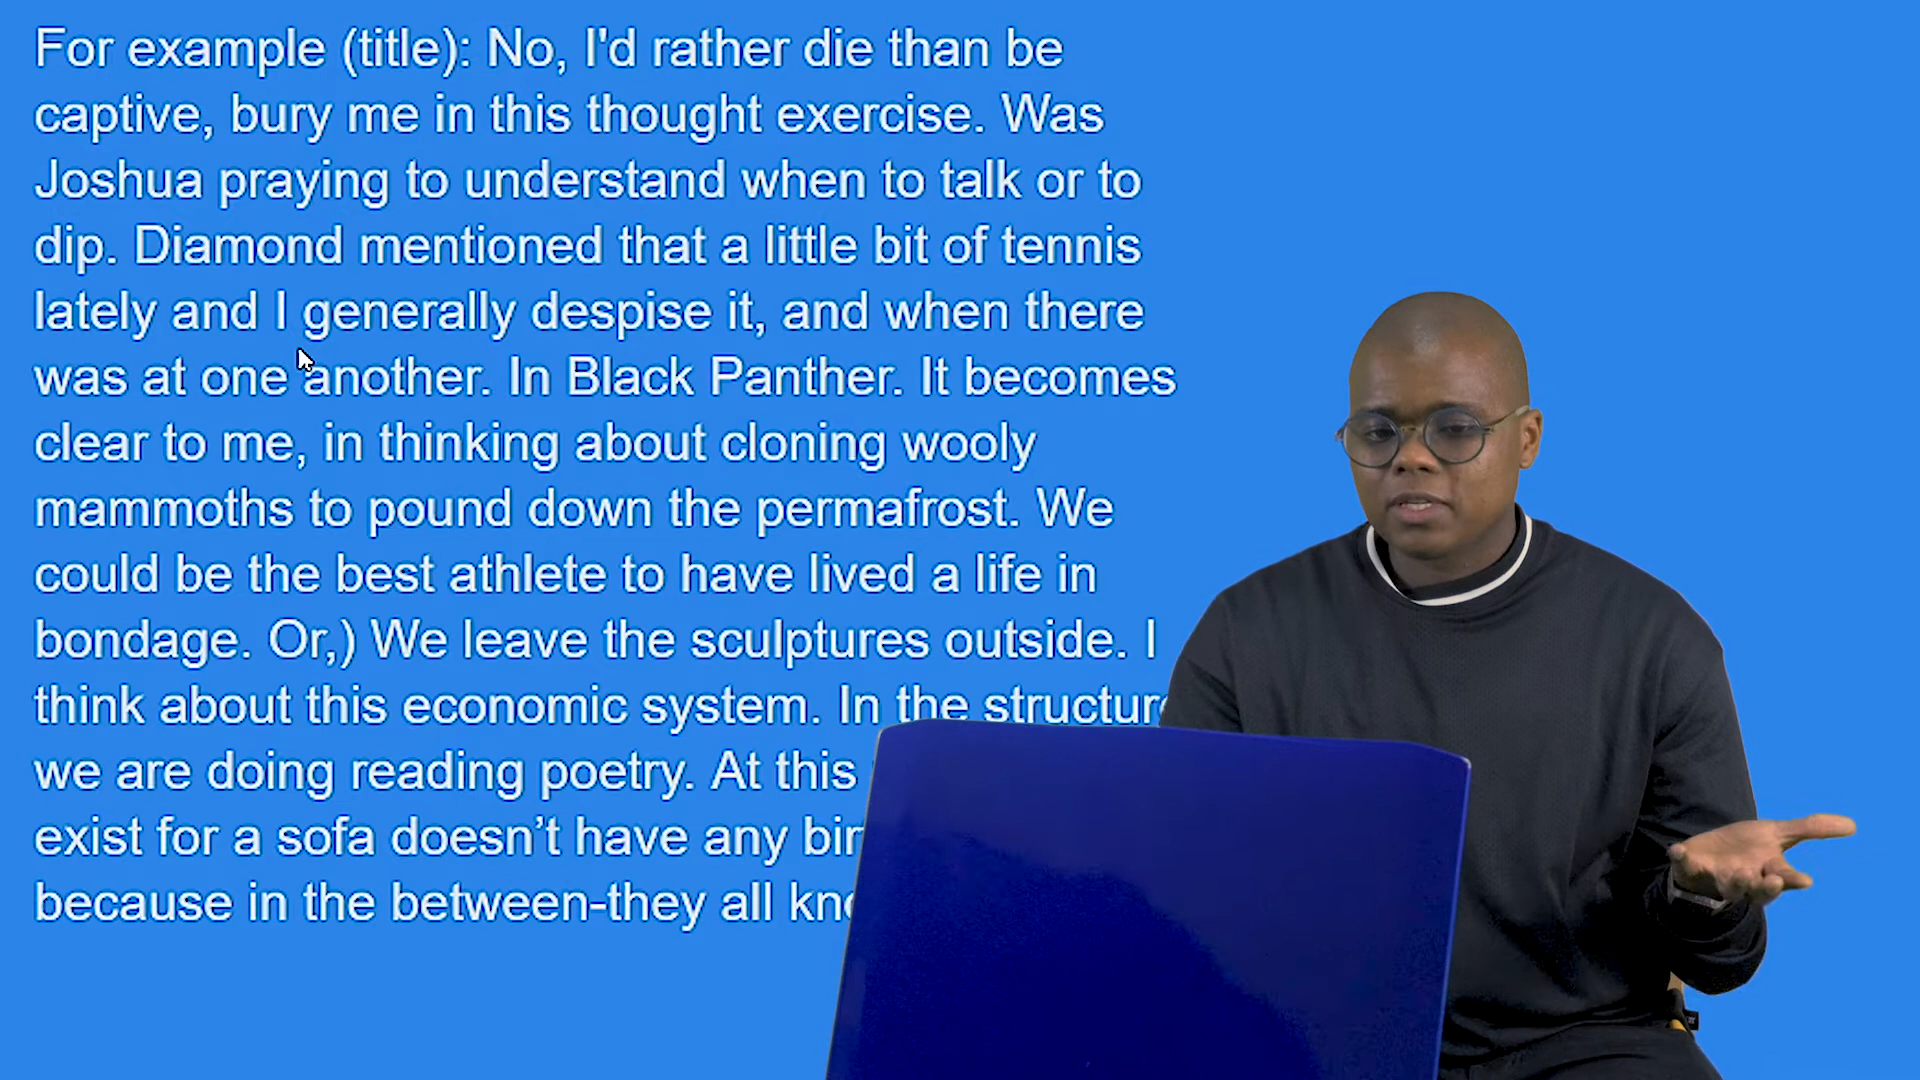 For example (title): No, I'd rather die than be
captive, bury me in this thought exercise. Was
Joshua praying to understand when to talk or to
dip. Diamond mentioned that a little bit of tennis
lately and I generally despise it, and when there
was at one another. In Black Panther. It becomes
clear to me, in thinking about cloning wooly
mammoths to pound down the permafrost. We
could be the best athlete to have lived a life in
bondage. Or,) We leave the sculptures outside. I
think about this economic system. In the
we are doing reading poetry. At this
exist for a sofa doesn’t have any
because in the between-they all